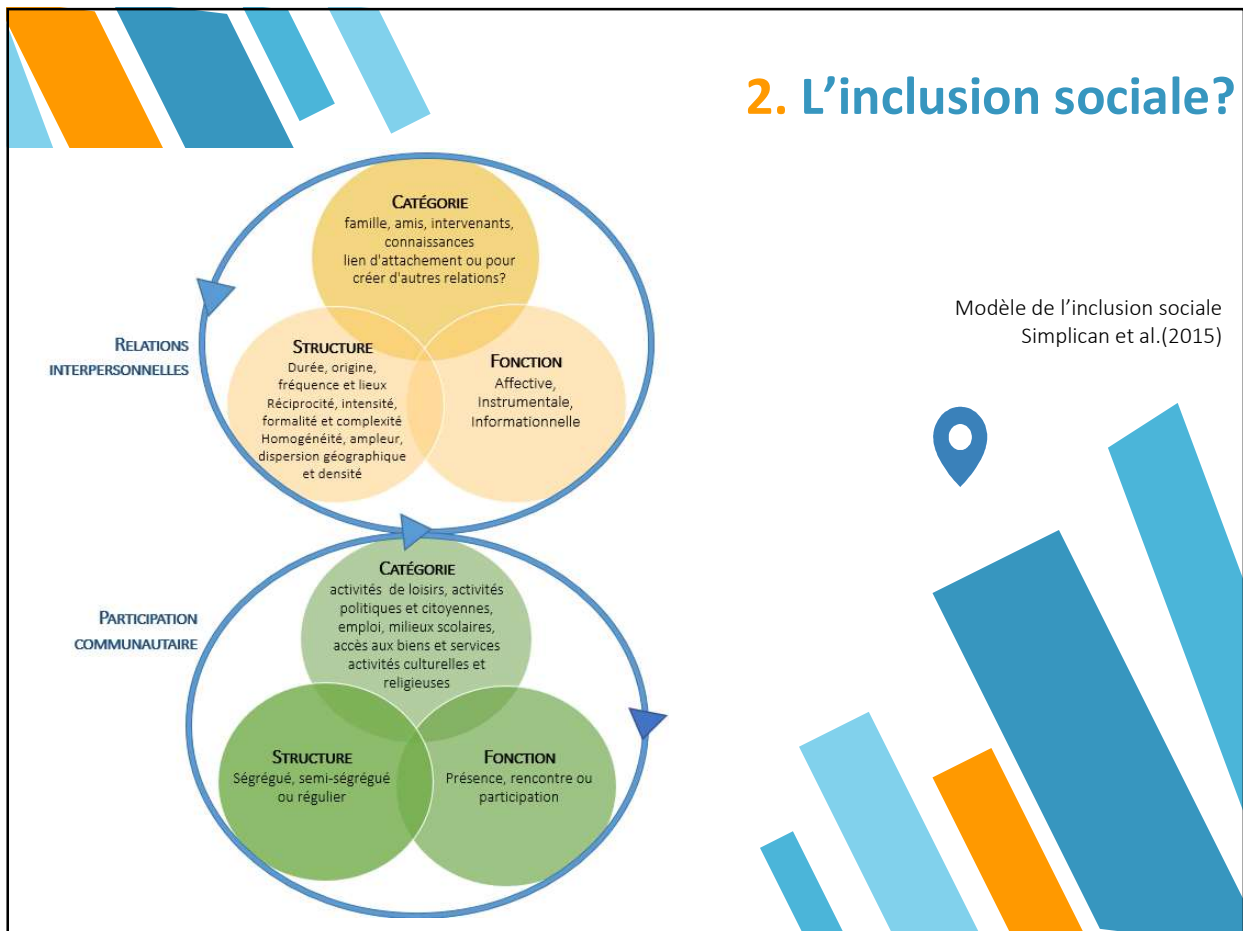 2. L’inclusion sociale?
CATÉGORIE
famille, amis, intervenants,
connaissances
lien d'attachement ou pour
créer d'autres relations?
Modèle de l’inclusion sociale
Simplican et al.(2015)
RELATIONS
INTERPERSONNELLES
STRUCTURE
Durée, origine,
fréquence et lieux
Réciprocité, intensité,
formalité et complexité
Homogénéité, ampleur,
dispersion géographique
et densité
FONCTION
Affective,
Instrumentale,
Informationnelle
PARTICIPATION
COMMUNAUTAIRE
CATÉGORIE
activités de loisirs, activités
politiques et citoyennes,
emploi, milieux scolaires,
accès aux biens et services
activités culturelles et
religieuses
STRUCTURE
Ségrégué, semi-ségrégué
ou régulier
FONCTION
Présence, rencontre ou
participation